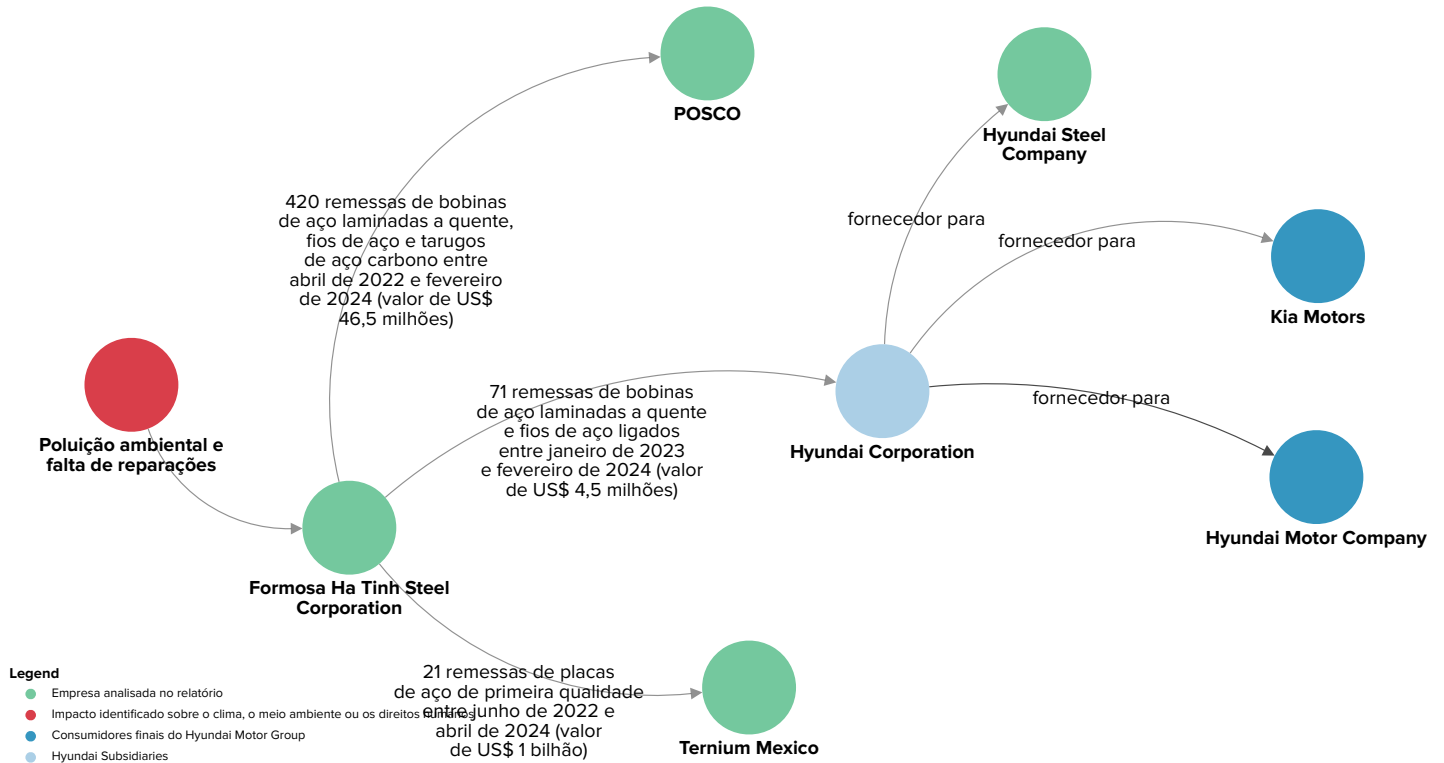 POSCO
Hyundai Steel
Company
420 remessas de bobinas
de aço laminadas a quente,
fios de aço e tarugos
de aço carbono entre
abril de 2022 e fevereiro
de 2024 (valor de US$
46,5 milhões)
fornecedor para
fornecedor para
Kia Motors
Poluição ambiental e
falta de reparações
71 remessas de bobinas
de aço laminadas a quente
e fios de aço ligados
entre janeiro de 2023
e fevereiro de 2024 (valor
de US$ 4,5 milhões)
fornecedor para
Hyundai Corporation
Hyundai Motor Company
Formosa Ha Tinh Steel
Corporation
21 remessas de placas
de aço de primeira qualidade
entre junho de 2022 e
abril de 2024 (valor
de US$ 1 bilhão)
Ternium Mexico
Legend
Empresa analisada no relatório
Impacto identificado sobre o clima, o meio ambiente ou os direitos humanos
Consumidores finais do Hyundai Motor Group
Hyundai Subsidiaries